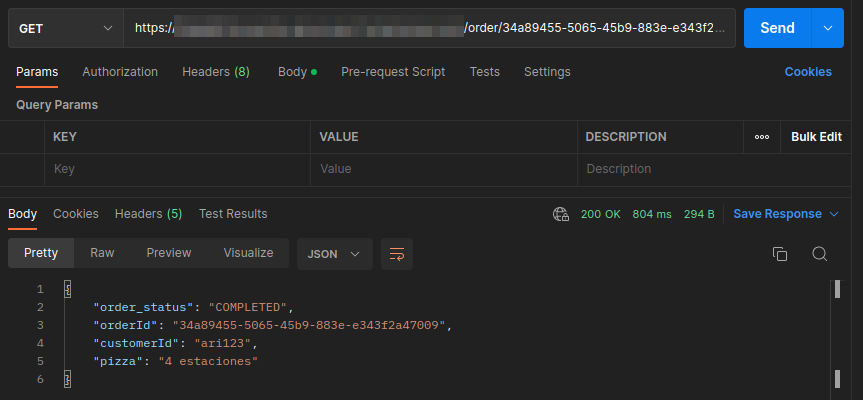 GET https:// /order/34a89455-5065-45b9-883e-e343f2... Send
Params Authorization Headers (8) Body Pre-request Script Tests Settings Cookies
Query Params
KEY VALUE DESCRIPTION ooo Bulk Edit
Key Value Description
Body Cookies Headers (5) Test Results 200 OK 804 ms 294 B Save Response
Pretty Raw Preview Visualize JSON
1 {
2 "order_status": "COMPLETED",
3 "orderId": "34a89455-5065-45b9-883e-e343f2a47009",
4 "customerId": "ari123",
5 "pizza": "4 estaciones"
6 }